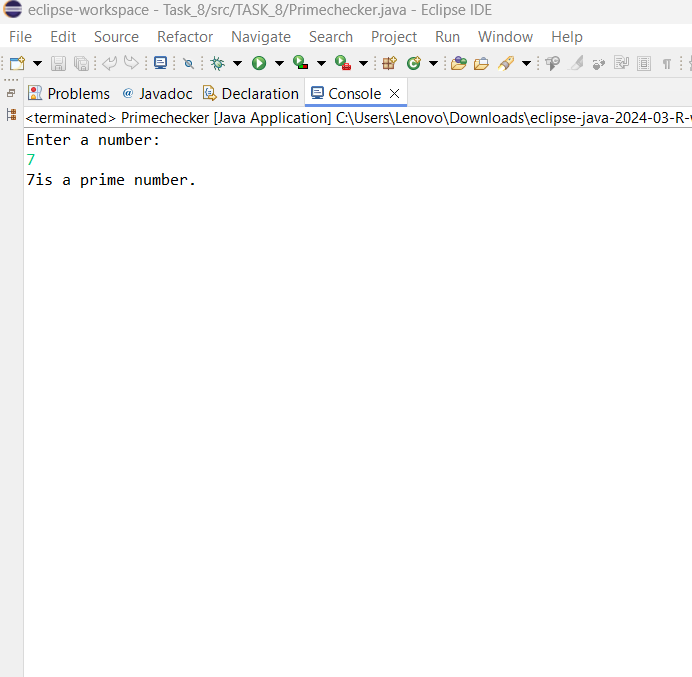 eclipse-workspace - Task_8/src/TASK_8/Primechecker.java - Eclipse IDE
File Edit Source Refactor Navigate Search Project Run Window Help
Problems @ Javadoc Declaration Console
<terminated> Primechecker [Java Application] C:\Users\Lenovo\Downloads\eclipse-java-2024-03-R-w
Enter a number:
7
7is a prime number.